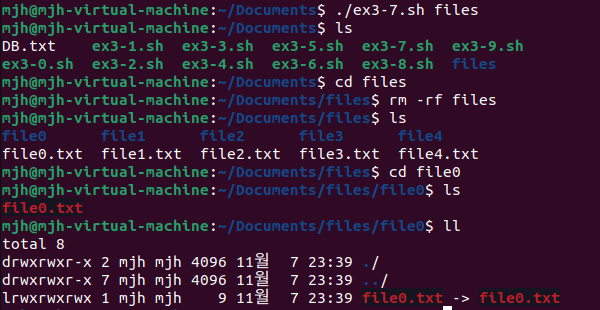 mjh@mjh-virtual-machine:~/Documents$ ./ex3-7.sh files
mjh@mjh-virtual-machine:~/Documents$ ls
DB.txt    ex3-1.sh  ex3-3.sh  ex3-5.sh  ex3-7.sh  ex3-9.sh
ex3-0.sh  ex3-2.sh  ex3-4.sh  ex3-6.sh  ex3-8.sh  files
mjh@mjh-virtual-machine:~/Documents$ cd files
mjh@mjh-virtual-machine:~/Documents/files$ rm -rf files
mjh@mjh-virtual-machine:~/Documents/files$ ls
file0      file1      file2      file3      file4
file0.txt  file1.txt  file2.txt  file3.txt  file4.txt
mjh@mjh-virtual-machine:~/Documents/files$ cd file0
mjh@mjh-virtual-machine:~/Documents/files/file0$ ls
file0.txt
mjh@mjh-virtual-machine:~/Documents/files/file0$ ll
total 8
drwxrwxr-x 2 mjh mjh 4096 11월  7 23:39 ./
drwxrwxr-x 7 mjh mjh 4096 11월  7 23:39 ../
lrwxrwxrwx 1 mjh mjh    9 11월  7 23:39 file0.txt -> file0.txt